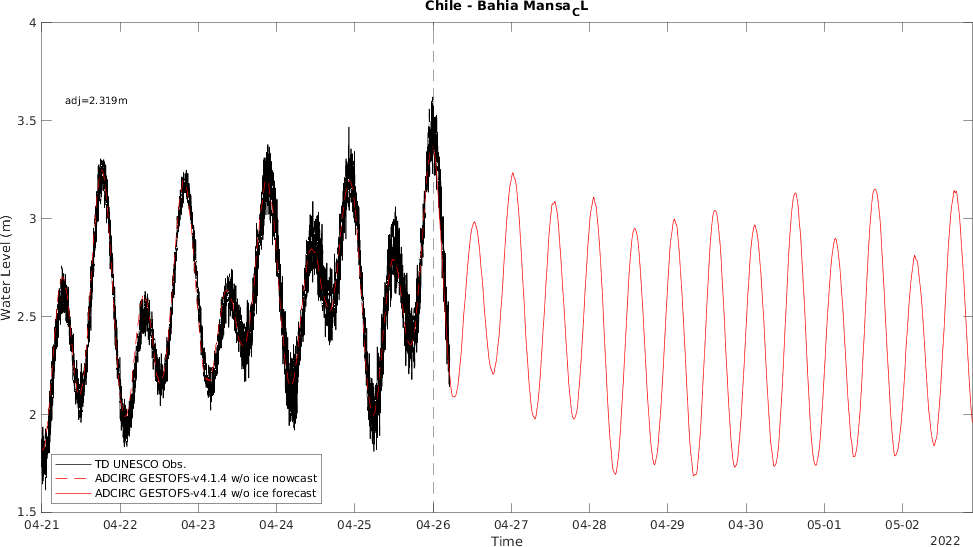 Chile - Bahia Mansa_CL
4
3.5
3
2.5
2
1.5
Water Level (m)
adj=2.319m
TD UNESCO Obs.
ADCIRC GESTOFS-v4.1.4 w/o ice nowcast
ADCIRC GESTOFS-v4.1.4 w/o ice forecast
04-21 04-22 04-23 04-24 04-25 04-26 04-27 04-28 04-29 04-30 05-01 05-02
Time
2022